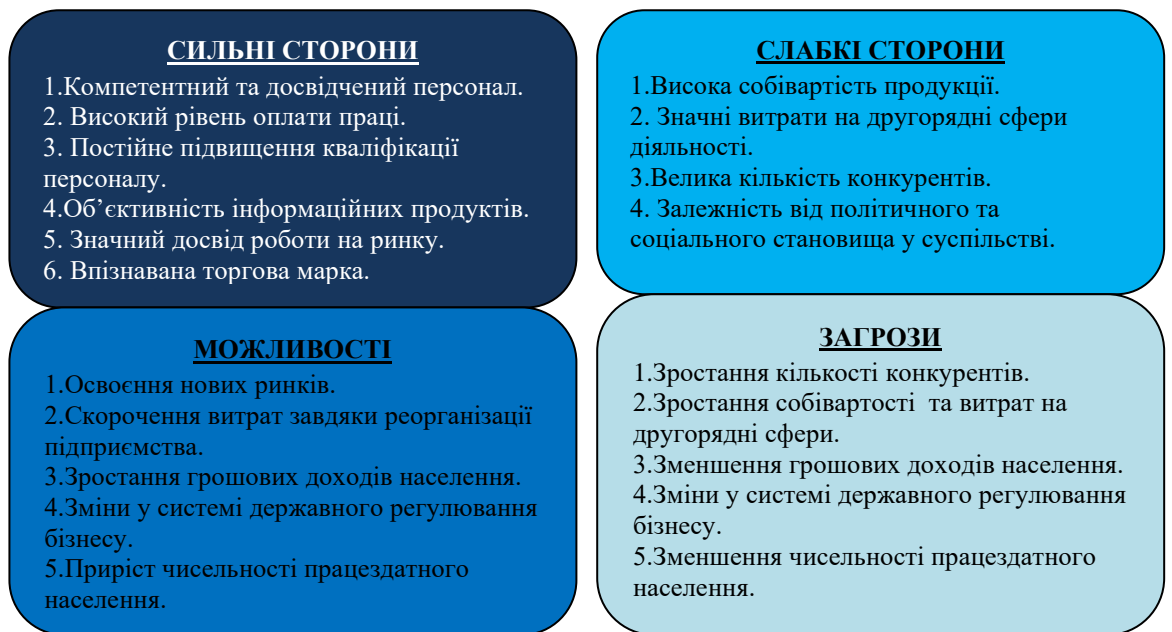 СИЛЬНІ СТОРОНИ
1.Компетентний та досвідчений персонал.
2. Високий рівень оплати праці.
3. Постійне підвищення кваліфікації
персоналу.
4.Об’єктивність інформаційних продуктів.
5. Значний досвід роботи на ринку.
6. Впізнавана торгова марка.
СЛАБКІ СТОРОНИ
1.Висока собівартість продукції.
2. Значні витрати на другорядні сфери
діяльності.
3.Велика кількість конкурентів.
4. Залежність від політичного та
соціального становища у суспільстві.
МОЖЛИВОСТІ
1.Освоєння нових ринків.
2.Скорочення витрат завдяки реорганізації
підприємства.
3.Зростання грошових доходів населення.
4.Зміни у системі державного регулювання
бізнесу.
5.Приріст чисельності працездатного
населення.
ЗАГРОЗИ
1.Зростання кількості конкурентів.
2.Зростання собівартості та витрат на
другорядні сфери.
3.Зменшення грошових доходів населення.
4.Зміни у системі державного регулювання
бізнесу.
5.Зменшення чисельності працездатного
населення.